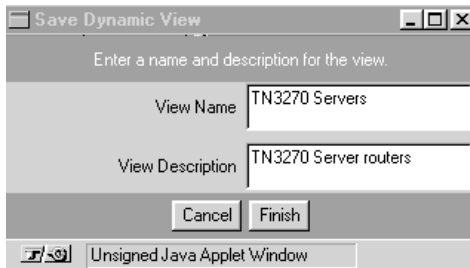 Save Dynamic View
Enter a name and description for the view.
View Name TN3270 Servers
View Description TN3270 Server routers
Cancel Finish
Unsigned Java Applet Window